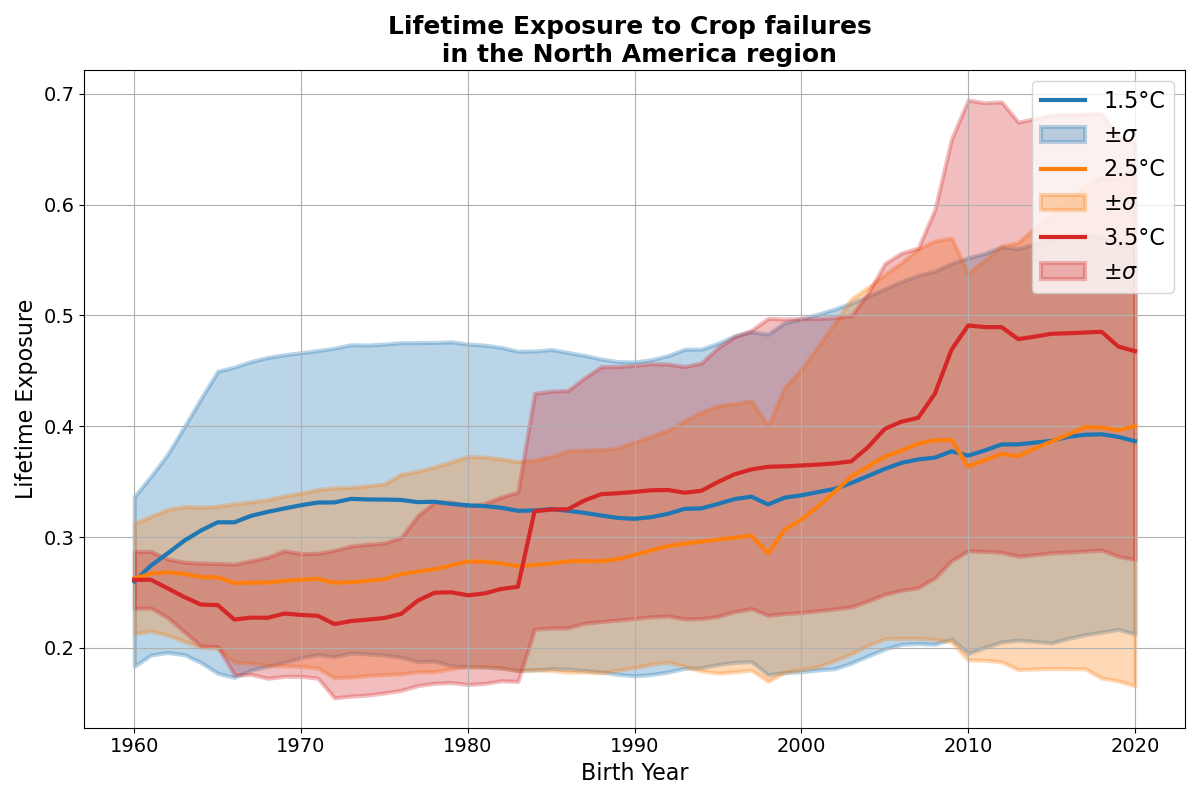 Lifetime Exposure to Crop failures
in the North America region
Lifetime Exposure
0.7
0.6
0.5
0.4
0.3
0.2
1960 1970 1980 1990 2000 2010 2020
Birth Year
1.5°C
±σ
2.5°C
±σ
3.5°C
±σ